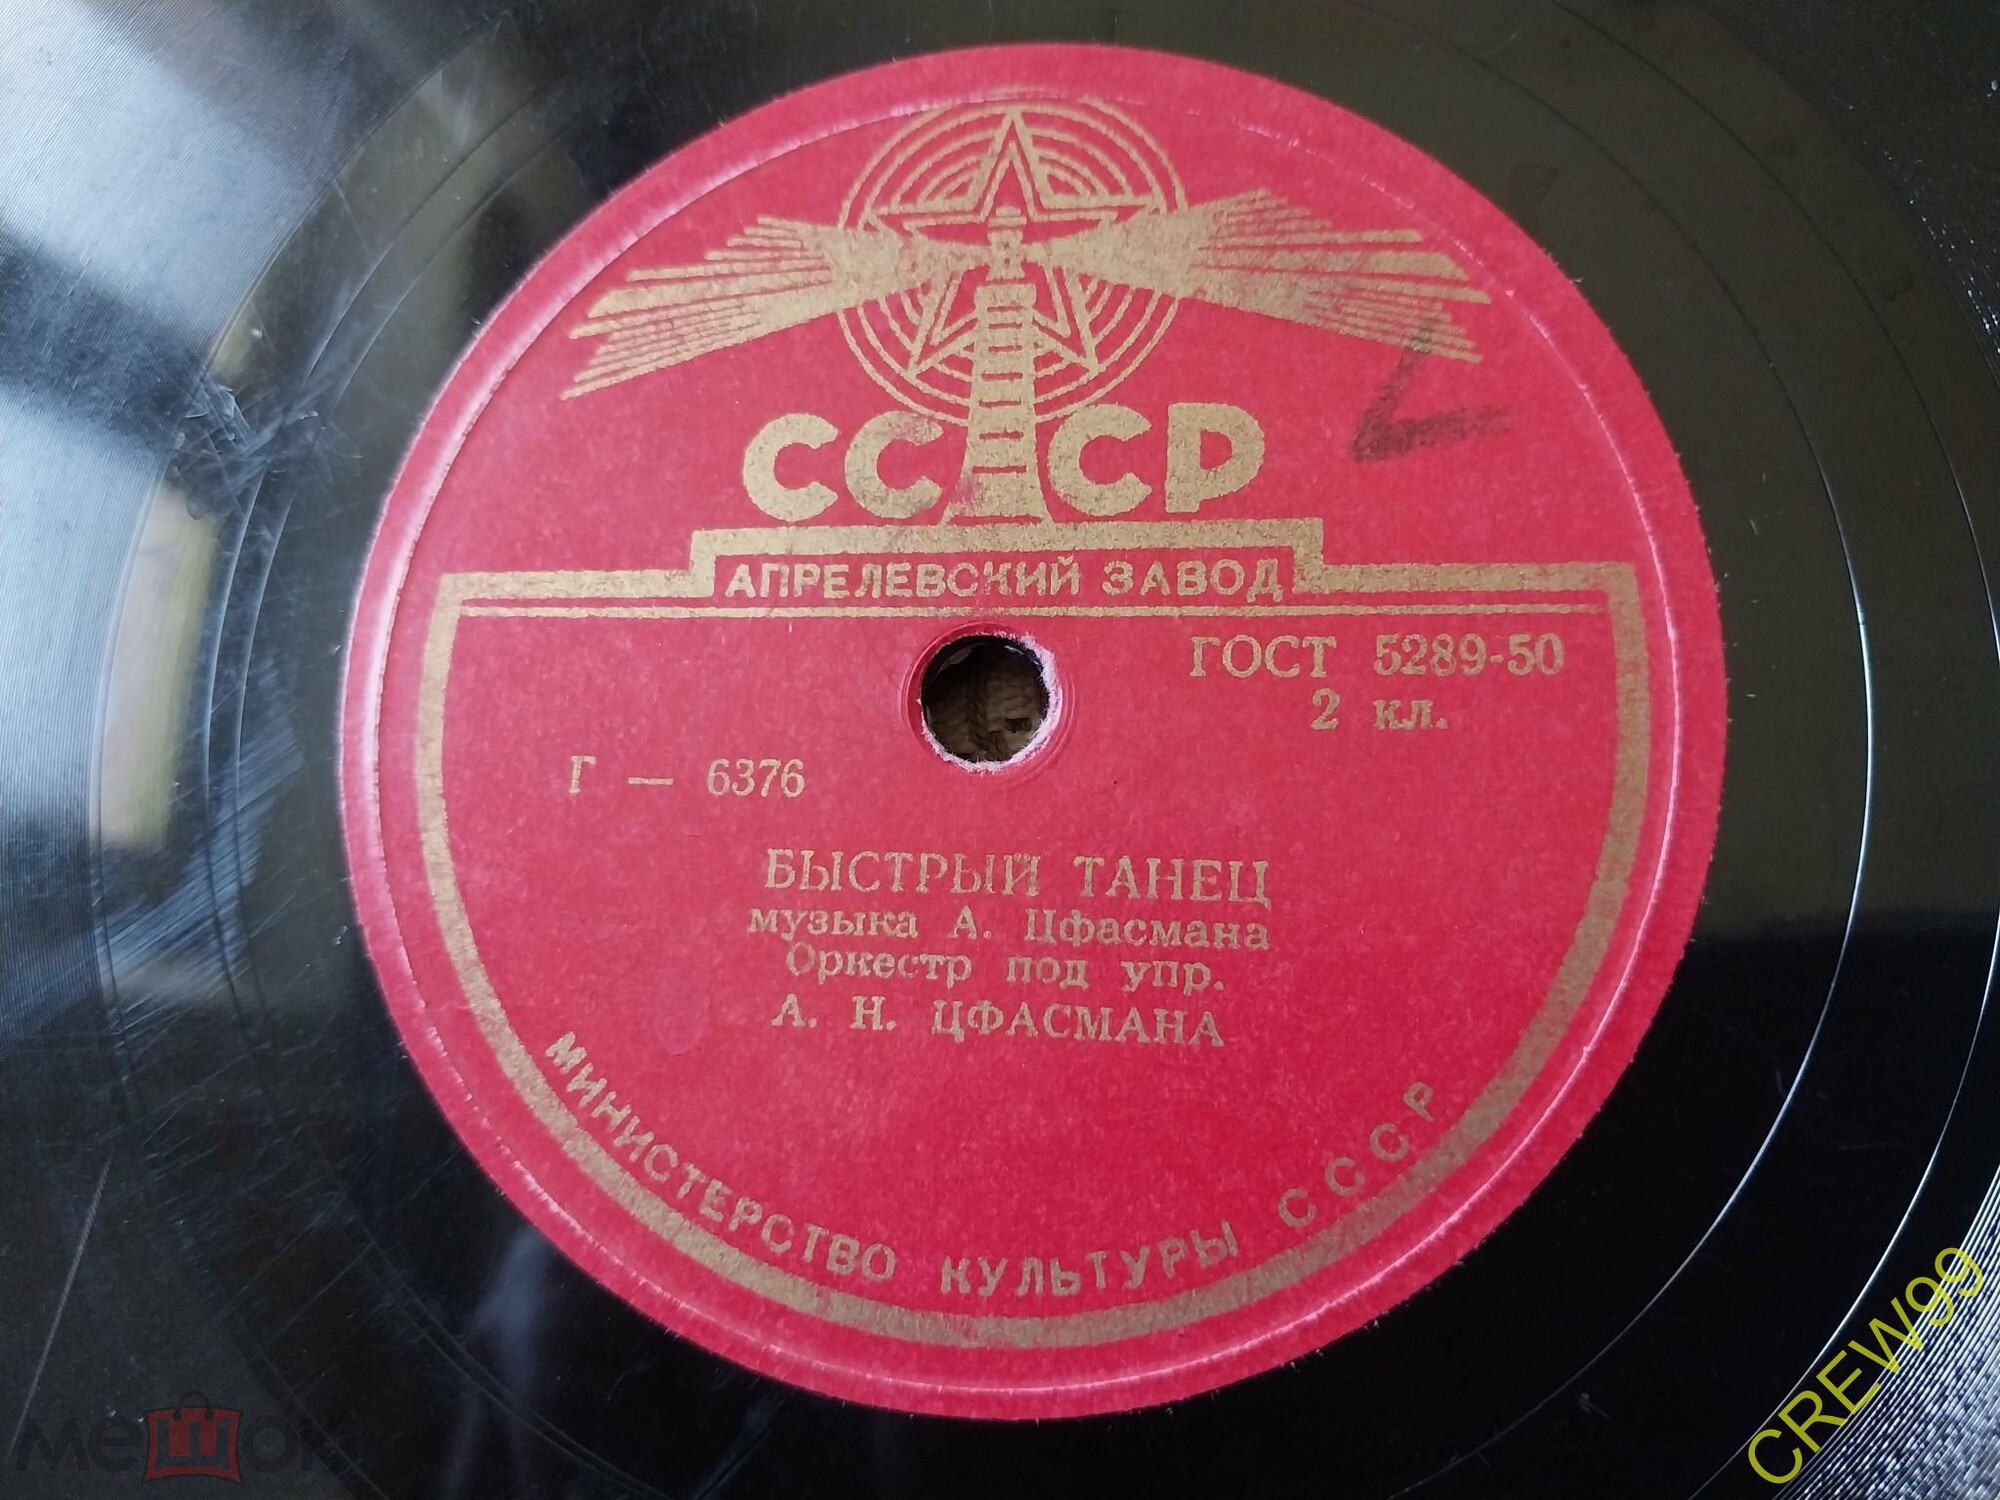 СССР
АПРЕЛЕВСКИЙ ЗАВОД
ГОСТ 5289-50
2 кл.
Г — 6376
БЫСТРЫЙ ТАНЕЦ
музыка А. Цфасмана
Оркестр под упр.
А. Н. ЦФАСМАНА
МИНИСТЕРСТВО КУЛЬТУРЫ СССР
мешок
CREW99